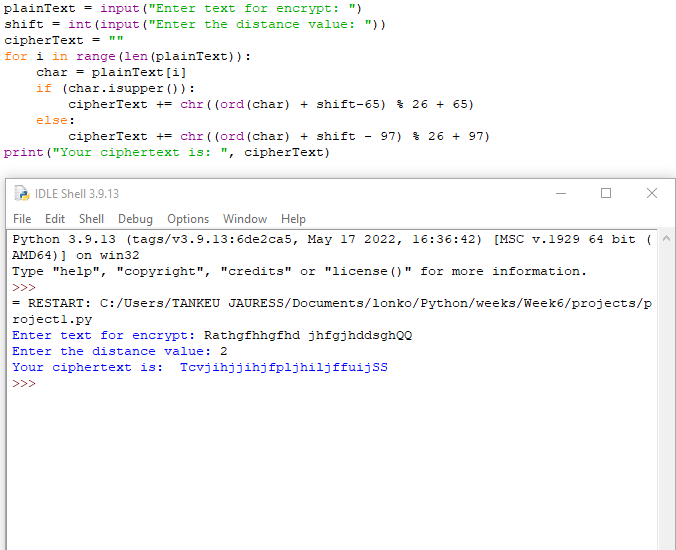 plainText = input("Enter text for encrypt: ")
shift = int(input("Enter the distance value: "))
cipherText = ""
for i in range(len(plainText)):
    char = plainText[i]
    if (char.isupper()):
        cipherText += chr((ord(char) + shift-65) % 26 + 65)
    else:
        cipherText += chr((ord(char) + shift - 97) % 26 + 97)
print("Your ciphertext is: ", cipherText)
IDLE Shell 3.9.13
File Edit Shell Debug Options Window Help
Python 3.9.13 (tags/v3.9.13:6de2ca5, May 17 2022, 16:36:42) [MSC v.1929 64 bit (
AMD64)] on win32
Type "help", "copyright", "credits" or "license()" for more information.
>>>
= RESTART: C:/Users/TANKEU JAURESS/Documents/lonko/Python/weeks/Week6/projects/p
roject1.py
Enter text for encrypt: Rathgfhhgfhd jhfgjhddsghQQ
Enter the distance value: 2
Your ciphertext is:  TcvjihjjihjfpljhiljffuijSS
>>>